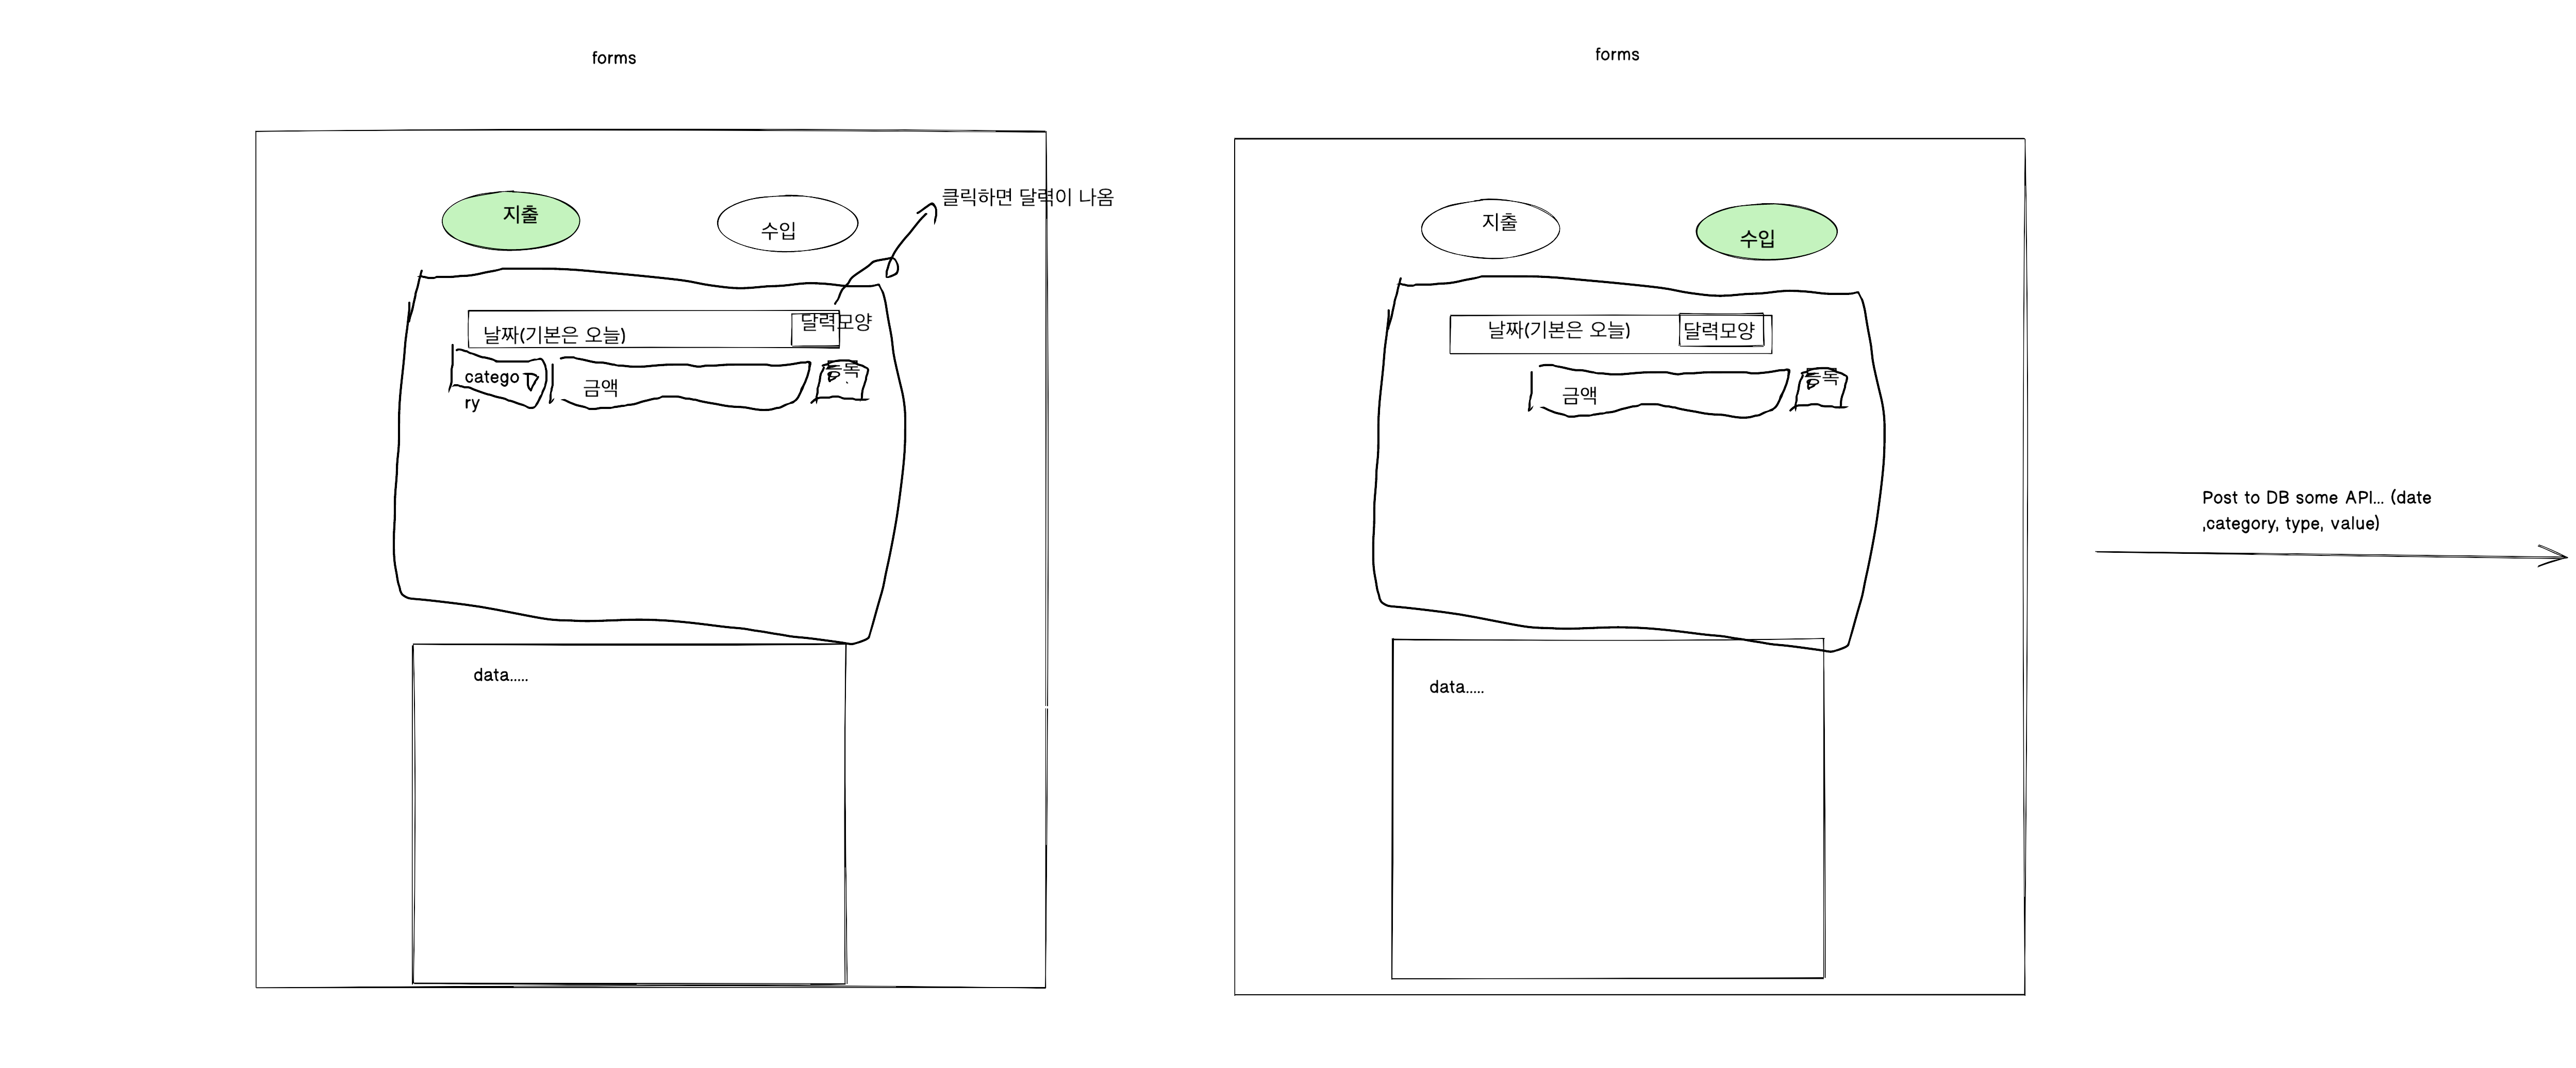 forms
지출
수입
클릭하면 달력이 나옴
날짜(기본은 오늘)
달력모양
catego
ry
금액
등록
data.....
forms
지출
수입
날짜(기본은 오늘)
달력모양
금액
등록
data.....
Post to DB some API... (date
,category, type, value)